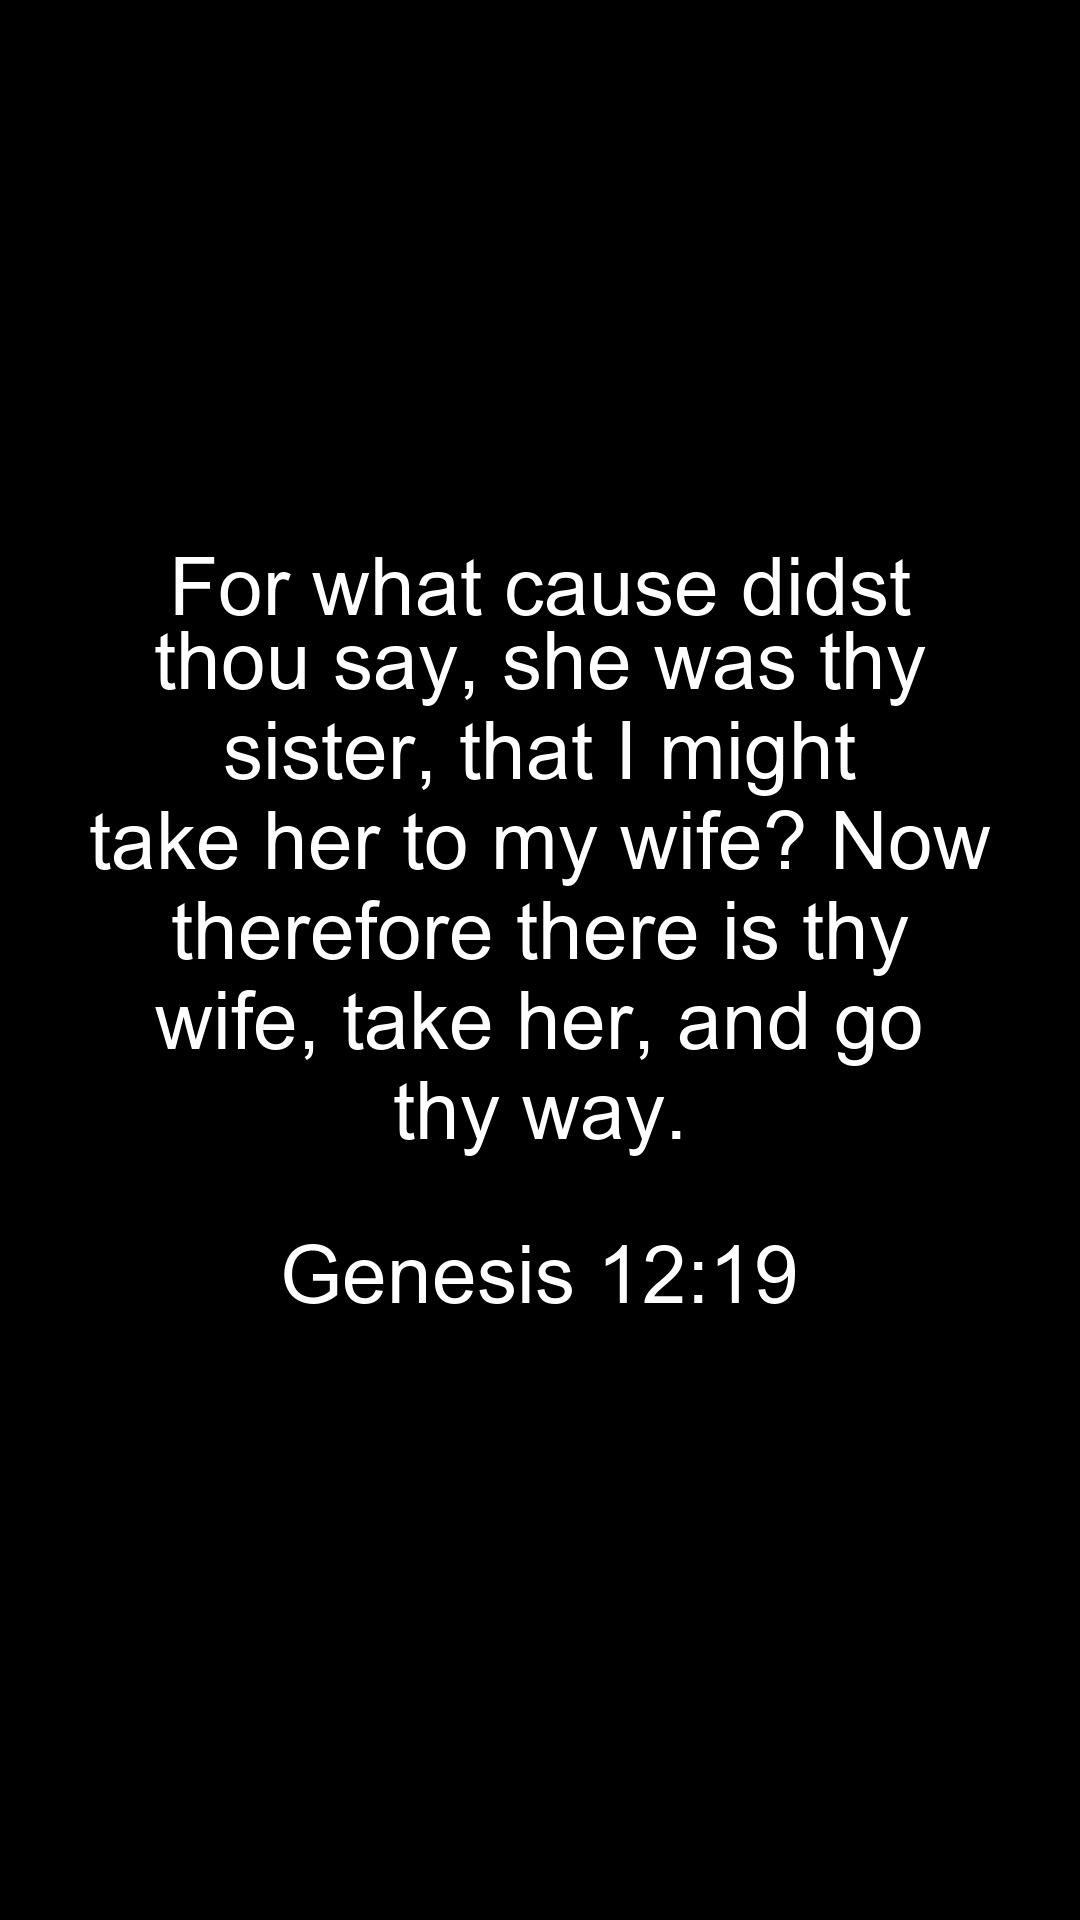 For what cause didst
thou say, she was thy
sister, that I might
take her to my wife? Now
therefore there is thy
wife, take her, and go
thy way.
Genesis 12:19